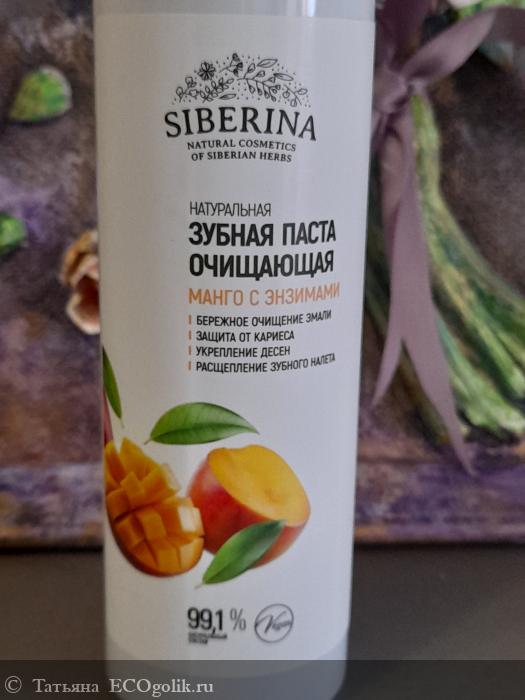 SIBERINA
NATURAL COSMETICS
OF SIBERIAN HERBS
НАТУРАЛЬНАЯ
ЗУБНАЯ ПАСТА
ОЧИЩАЮЩАЯ
МАНГО С ЭНЗИМАМИ
БЕРЕЖНОЕ ОЧИЩЕНИЕ ЭМАЛИ
ЗАЩИТА ОТ КАРИЕСА
УКРЕПЛЕНИЕ ДЕСЕН
РАСЩЕПЛЕНИЕ ЗУБНОГО НАЛЕТА
99,1 %
Vegan
© Татьяна ECOgolik.ru